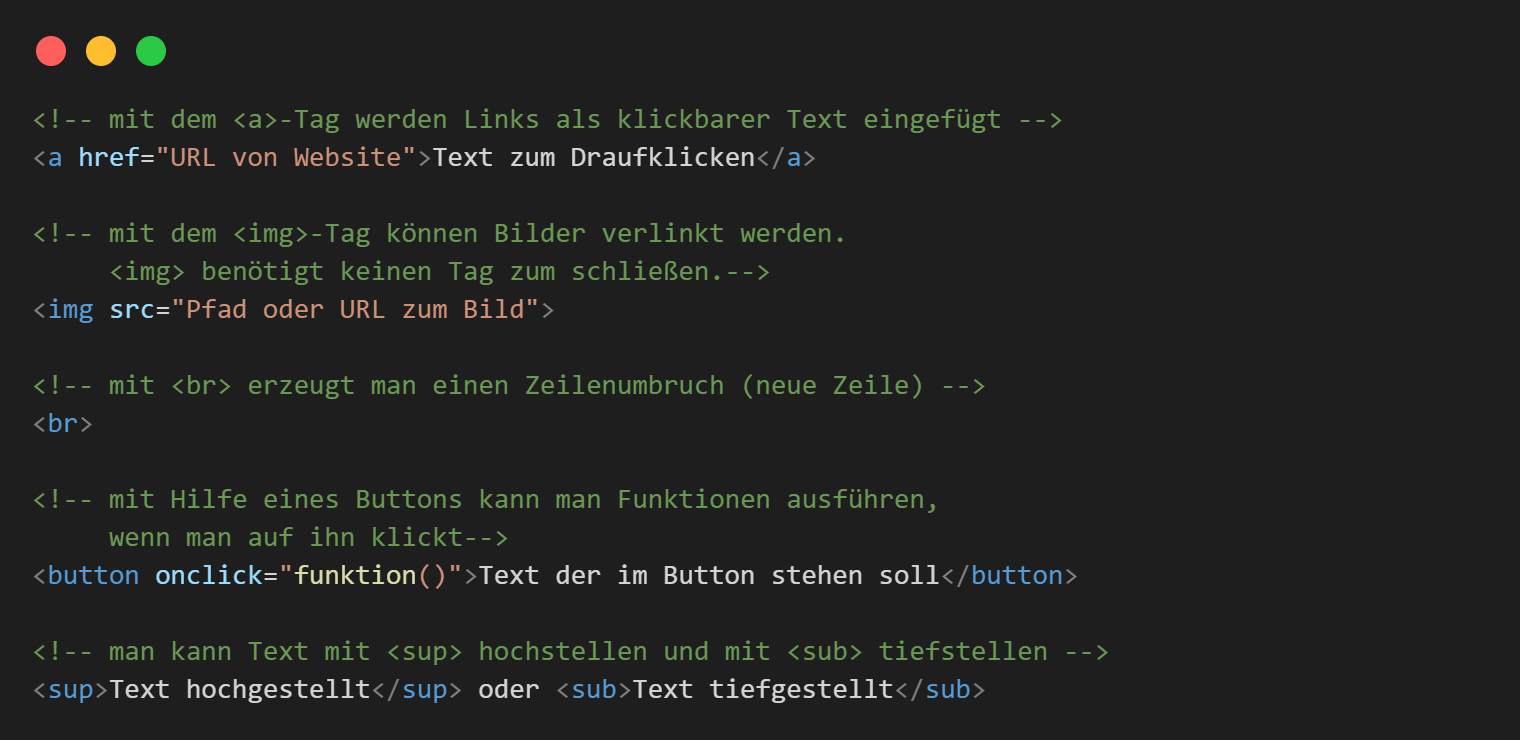 <!-- mit dem <a>-Tag werden Links als klickbarer Text eingefügt -->
<a href="URL von Website">Text zum Draufklicken</a>
<!-- mit dem <img>-Tag können Bilder verlinkt werden.
<img> benötigt keinen Tag zum schließen.-->
<img src="Pfad oder URL zum Bild">
<!-- mit <br> erzeugt man einen Zeilenumbruch (neue Zeile) -->
<br>
<!-- mit Hilfe eines Buttons kann man Funktionen ausführen,
wenn man auf ihn klickt-->
<button onclick="funktion()">Text der im Button stehen soll</button>
<!-- man kann Text mit <sup> hochstellen und mit <sub> tiefstellen -->
<sup>Text hochgestellt</sup> oder <sub>Text tiefgestellt</sub>